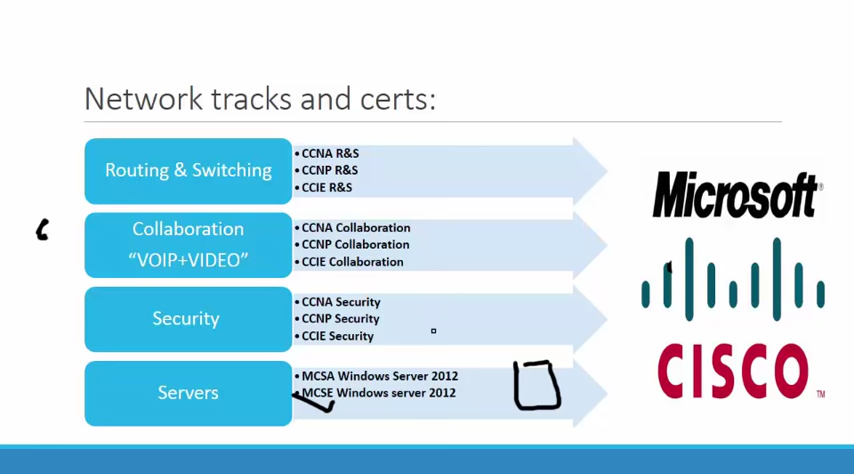 Network tracks and certs:
Routing & Switching
• CCNA R&S
• CCNP R&S
• CCIE R&S
Collaboration
“VOIP+VIDEO”
• CCNA Collaboration
• CCNP Collaboration
• CCIE Collaboration
Security
• CCNA Security
• CCNP Security
• CCIE Security
Servers
• MCSA Windows Server 2012
• MCSE Windows server 2012
Microsoft®
CISCO™